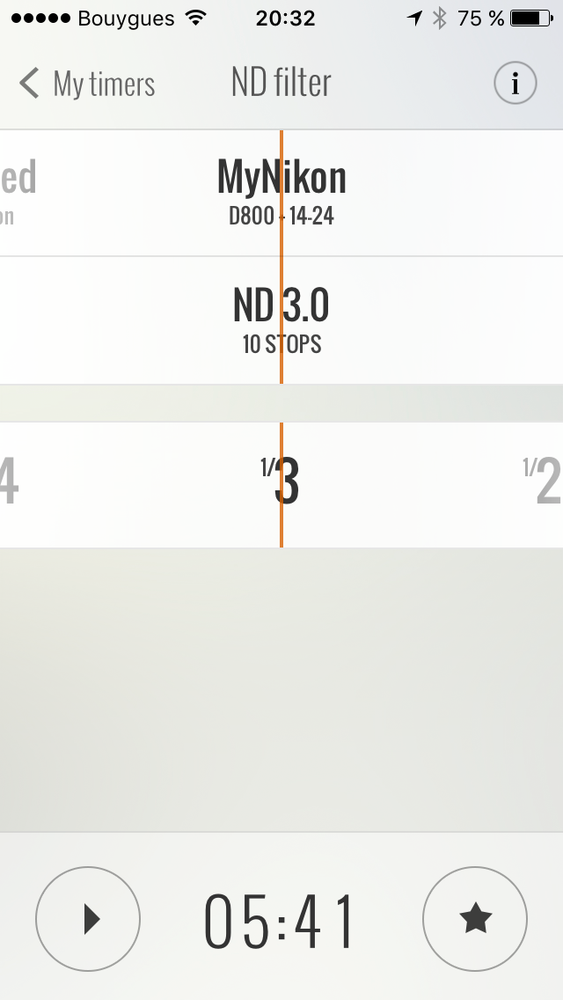 Bouygues 20:32 75 %
My timers ND filter i
ed MyNikon
on D800 - 14-24
ND 3.0
10 STOPS
4 1/3 1/2
05:41